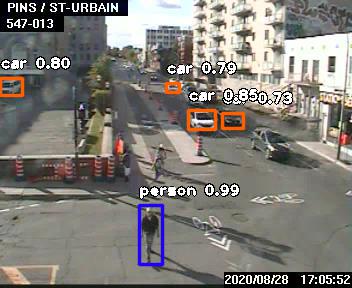 PINS / ST-URBAIN
547-013
car 0.80
car 0.79
car 0.85
0.73
person 0.99
2020/08/28 17:05:52